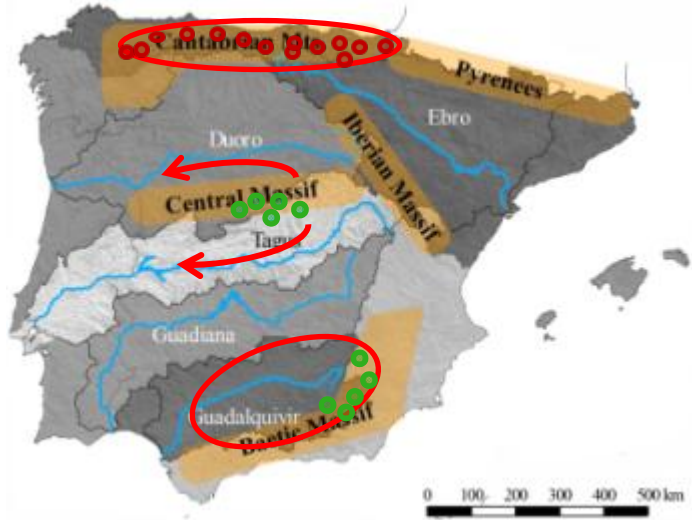 Cantabrian Mts
Pyrenees
Ebro
Duoro
Iberian Massif
Central Massif
Tagus
Guadiana
Guadalquivir
Baetic Massif
0 100 200 300 400 500 km